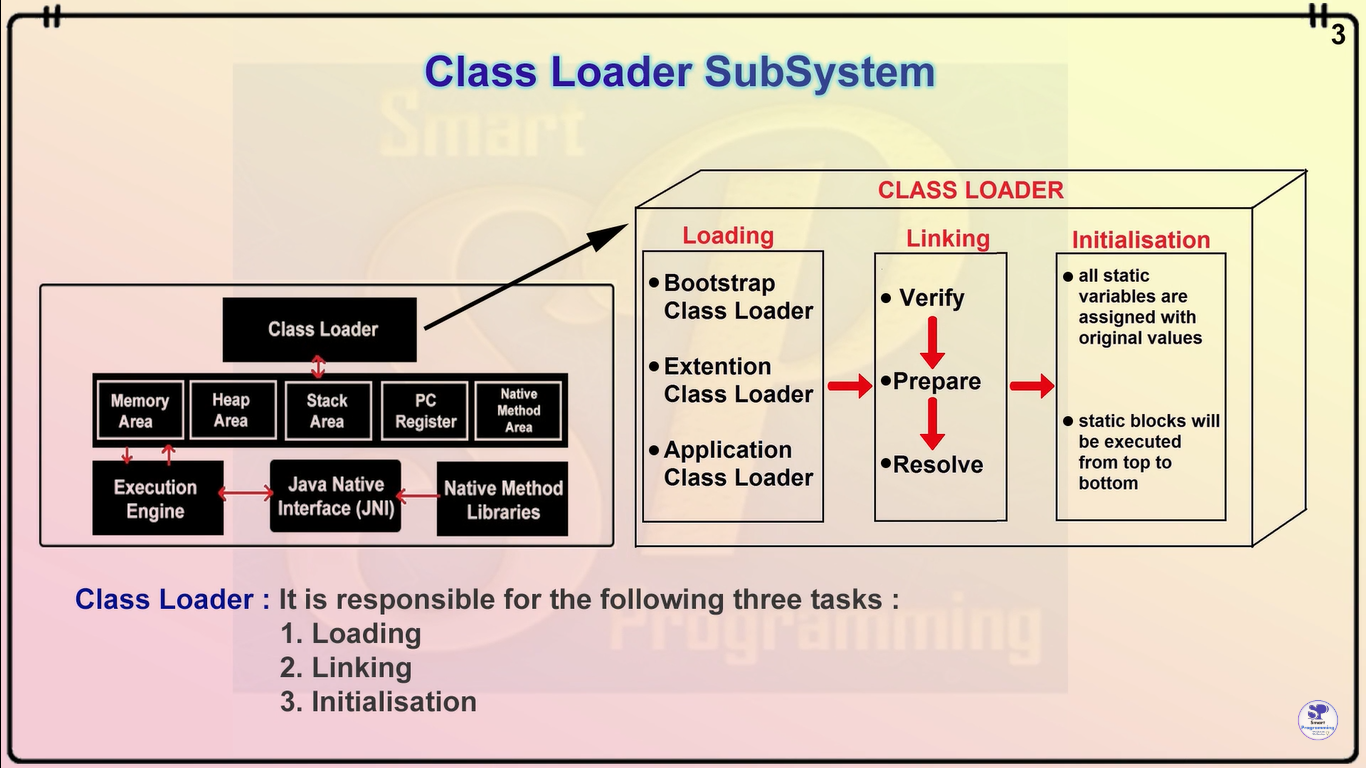 3
Class Loader SubSystem
Smart
SP
Programming
CLASS LOADER
Loading
• Bootstrap
Class Loader
• Extention
Class Loader
• Application
Class Loader
Linking
• Verify
• Prepare
• Resolve
Initialisation
• all static
variables are
assigned with
original values
• static blocks will
be executed
from top to
bottom
Class Loader
Memory
Area
Heap
Area
Stack
Area
PC
Register
Native
Method
Area
Execution
Engine
Java Native
Interface (JNI)
Native Method
Libraries
Class Loader : It is responsible for the following three tasks :
1. Loading
2. Linking
3. Initialisation
SP
Smart
Programming